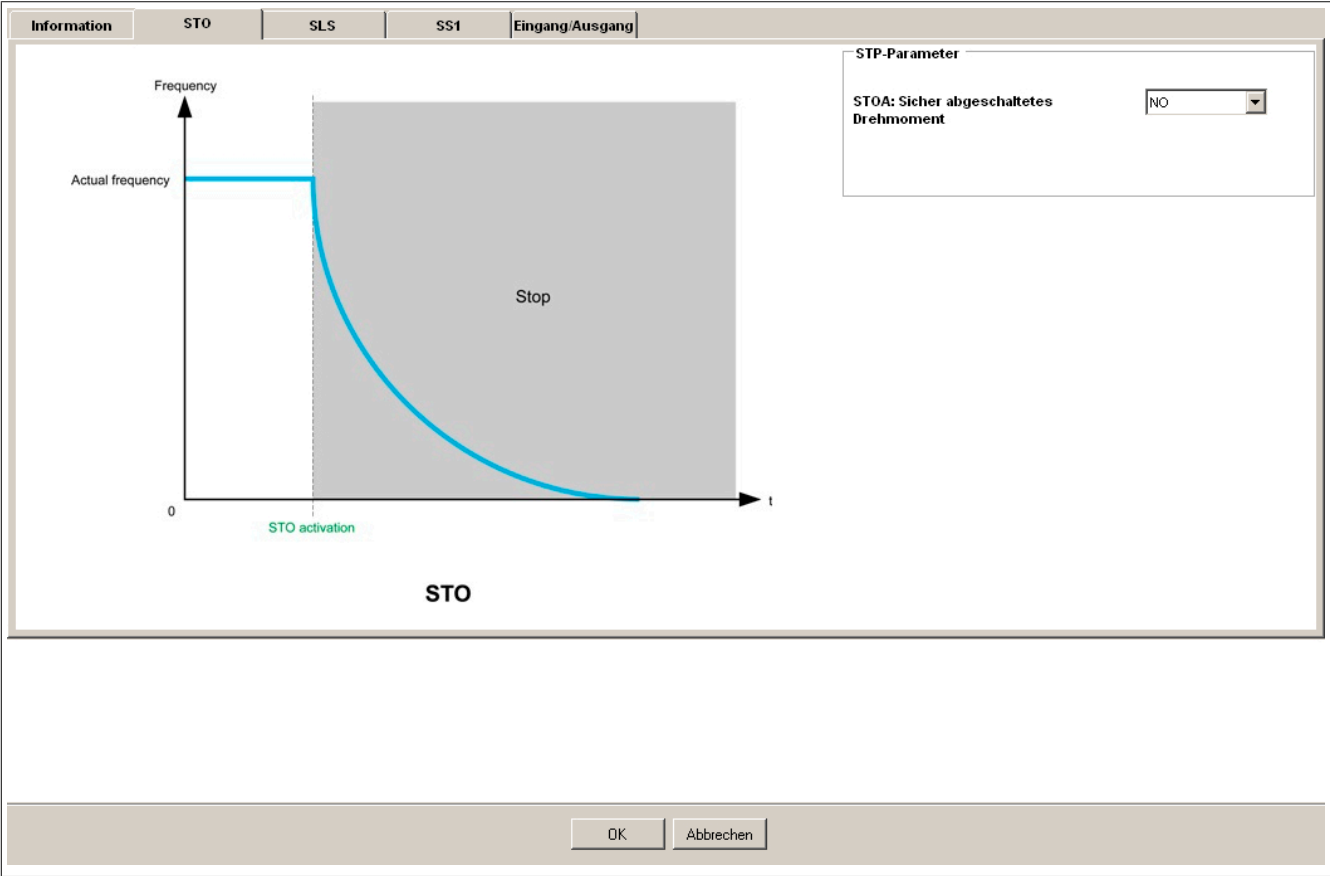 Information
STO
SLS
SS1
Eingang/Ausgang
Frequency
Actual frequency
Stop
0
t
STO activation
STO
STP-Parameter
STOA: Sicher abgeschaltetes
Drehmoment
NO
OK
Abbrechen